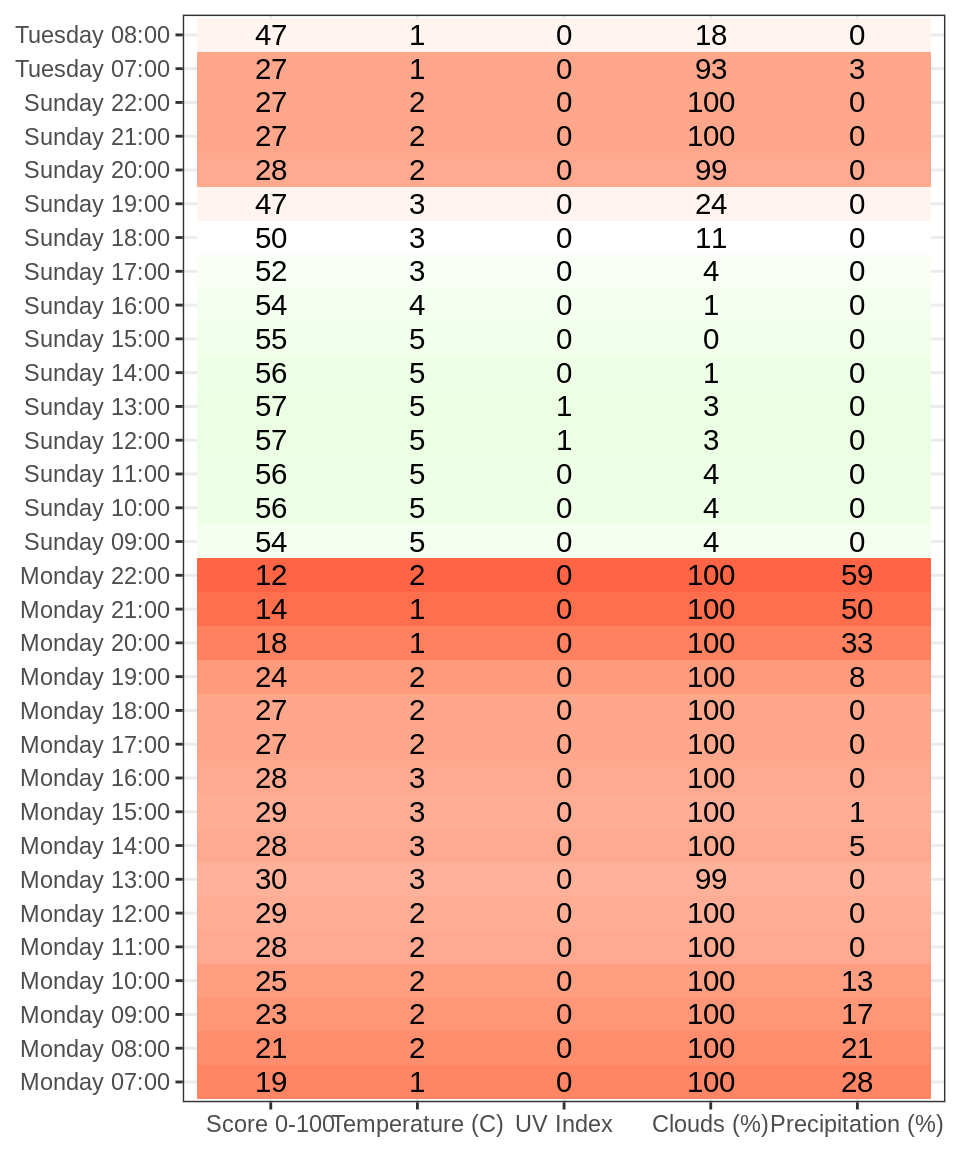 Tuesday 08:00 47 1 0 18 0
Tuesday 07:00 27 1 0 93 3
Sunday 22:00 27 2 0 100 0
Sunday 21:00 27 2 0 100 0
Sunday 20:00 28 2 0 99 0
Sunday 19:00 47 3 0 24 0
Sunday 18:00 50 3 0 11 0
Sunday 17:00 52 3 0 4 0
Sunday 16:00 54 4 0 1 0
Sunday 15:00 55 5 0 0 0
Sunday 14:00 56 5 0 1 0
Sunday 13:00 57 5 1 3 0
Sunday 12:00 57 5 1 3 0
Sunday 11:00 56 5 0 4 0
Sunday 10:00 56 5 0 4 0
Sunday 09:00 54 5 0 4 0
Monday 22:00 12 2 0 100 59
Monday 21:00 14 1 0 100 50
Monday 20:00 18 1 0 100 33
Monday 19:00 24 2 0 100 8
Monday 18:00 27 2 0 100 0
Monday 17:00 27 2 0 100 0
Monday 16:00 28 3 0 100 0
Monday 15:00 29 3 0 100 1
Monday 14:00 28 3 0 100 5
Monday 13:00 30 3 0 99 0
Monday 12:00 29 2 0 100 0
Monday 11:00 28 2 0 100 0
Monday 10:00 25 2 0 100 13
Monday 09:00 23 2 0 100 17
Monday 08:00 21 2 0 100 21
Monday 07:00 19 1 0 100 28
Score 0-100 Temperature (C) UV Index Clouds (%) Precipitation (%)